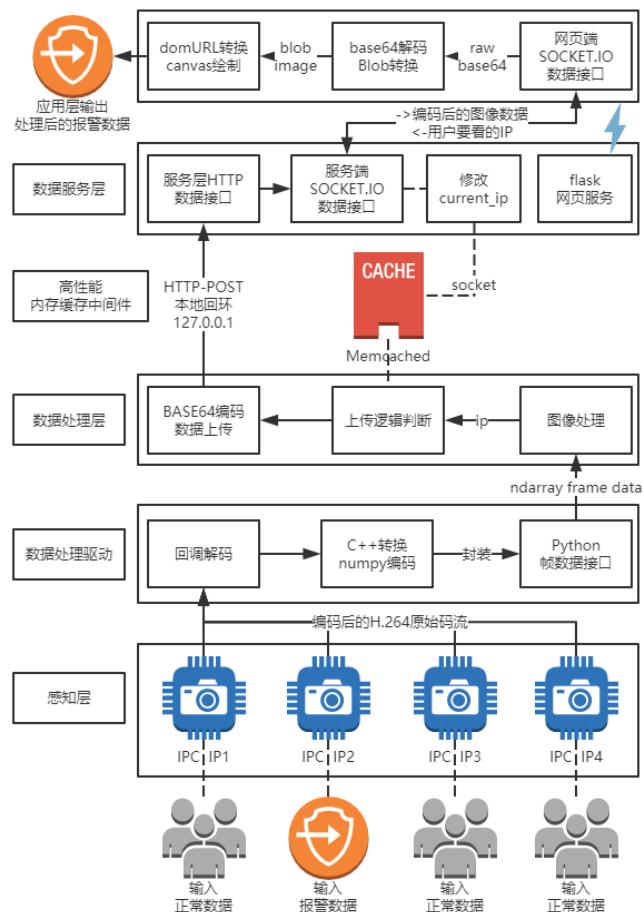 domURL转换
canvas绘制
blob
image
base64解码
Blob转换
raw
base64
网页端
SOCKET.IO
数据接口
应用层输出
处理后的报警数据
->编码后的图像数据
<-用户要看的IP
数据服务层
服务层HTTP
数据接口
服务端
SOCKET.IO
数据接口
修改
current_ip
flask
网页服务
高性能
内存缓存中间件
HTTP-POST
本地回环
127.0.0.1
CACHE
socket
Memcached
数据处理层
BASE64编码
数据上传
上传逻辑判断
ip
图像处理
ndarray frame data
数据处理驱动
回调解码
C++转换
numpy编码
封装
Python
帧数据接口
编码后的H.264原始码流
感知层
IPC IP1
IPC IP2
IPC IP3
IPC IP4
输入
正常数据
输入
报警数据
输入
正常数据
输入
正常数据